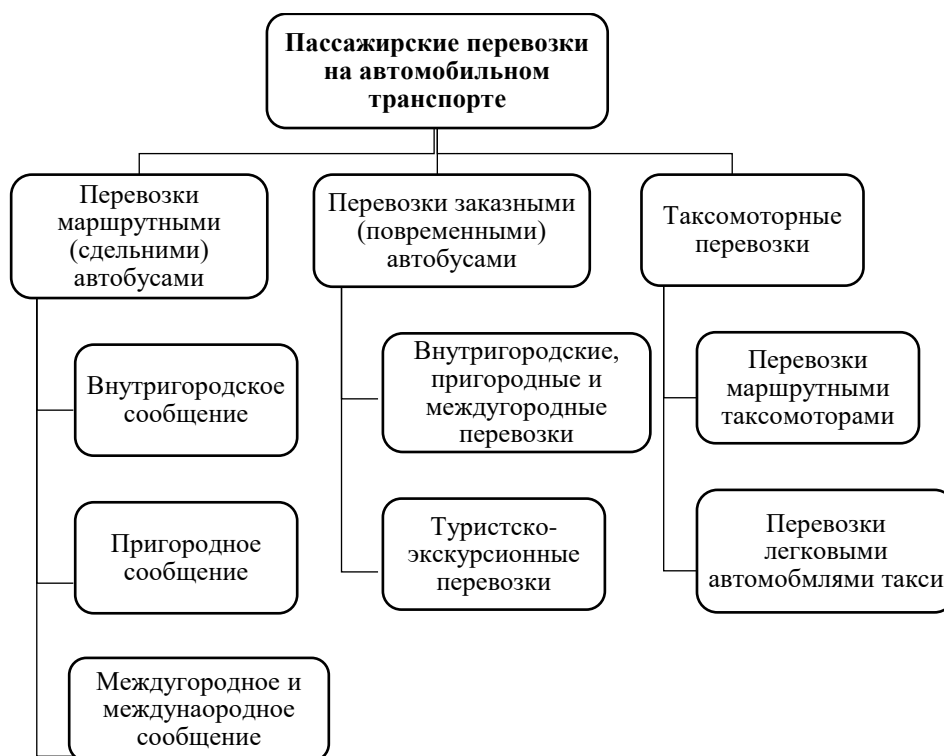 Пассажирские перевозки
на автомобильном
транспорте
Перевозки
маршрутными
(сдельними)
автобусами
Внутригородское
сообщение
Пригородное
сообщение
Междугородное и
междунаородное
сообщение
Перевозки заказными
(повременными)
автобусами
Внутригородские,
пригородные и
междугородные
перевозки
Туристско-
экскурсионные
перевозки
Таксомоторные
перевозки
Перевозки
маршрутными
таксомоторами
Перевозки
легковыми
автомобмлями такси